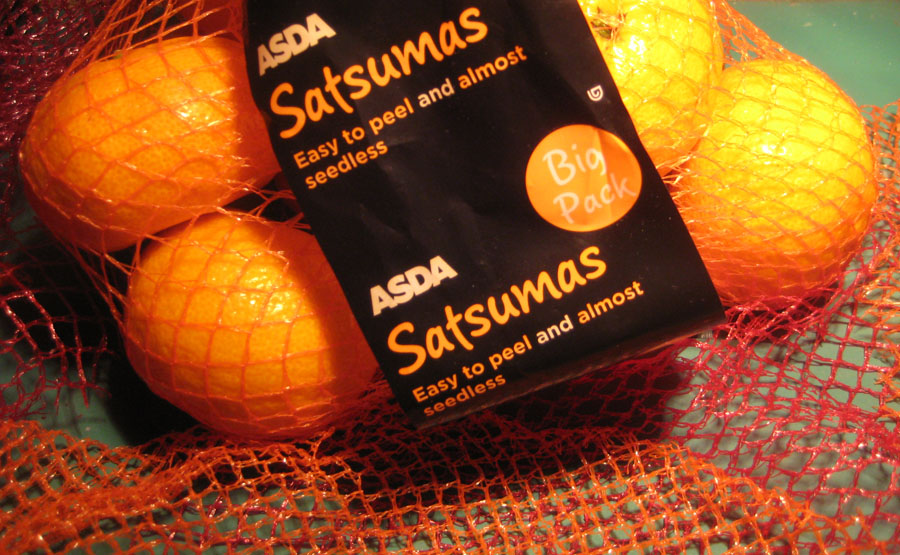 ASDA
Satsumas
Easy to peel and almost
seedless
Big
Pack
ASDA
Satsumas
Easy to peel and almost
seedless